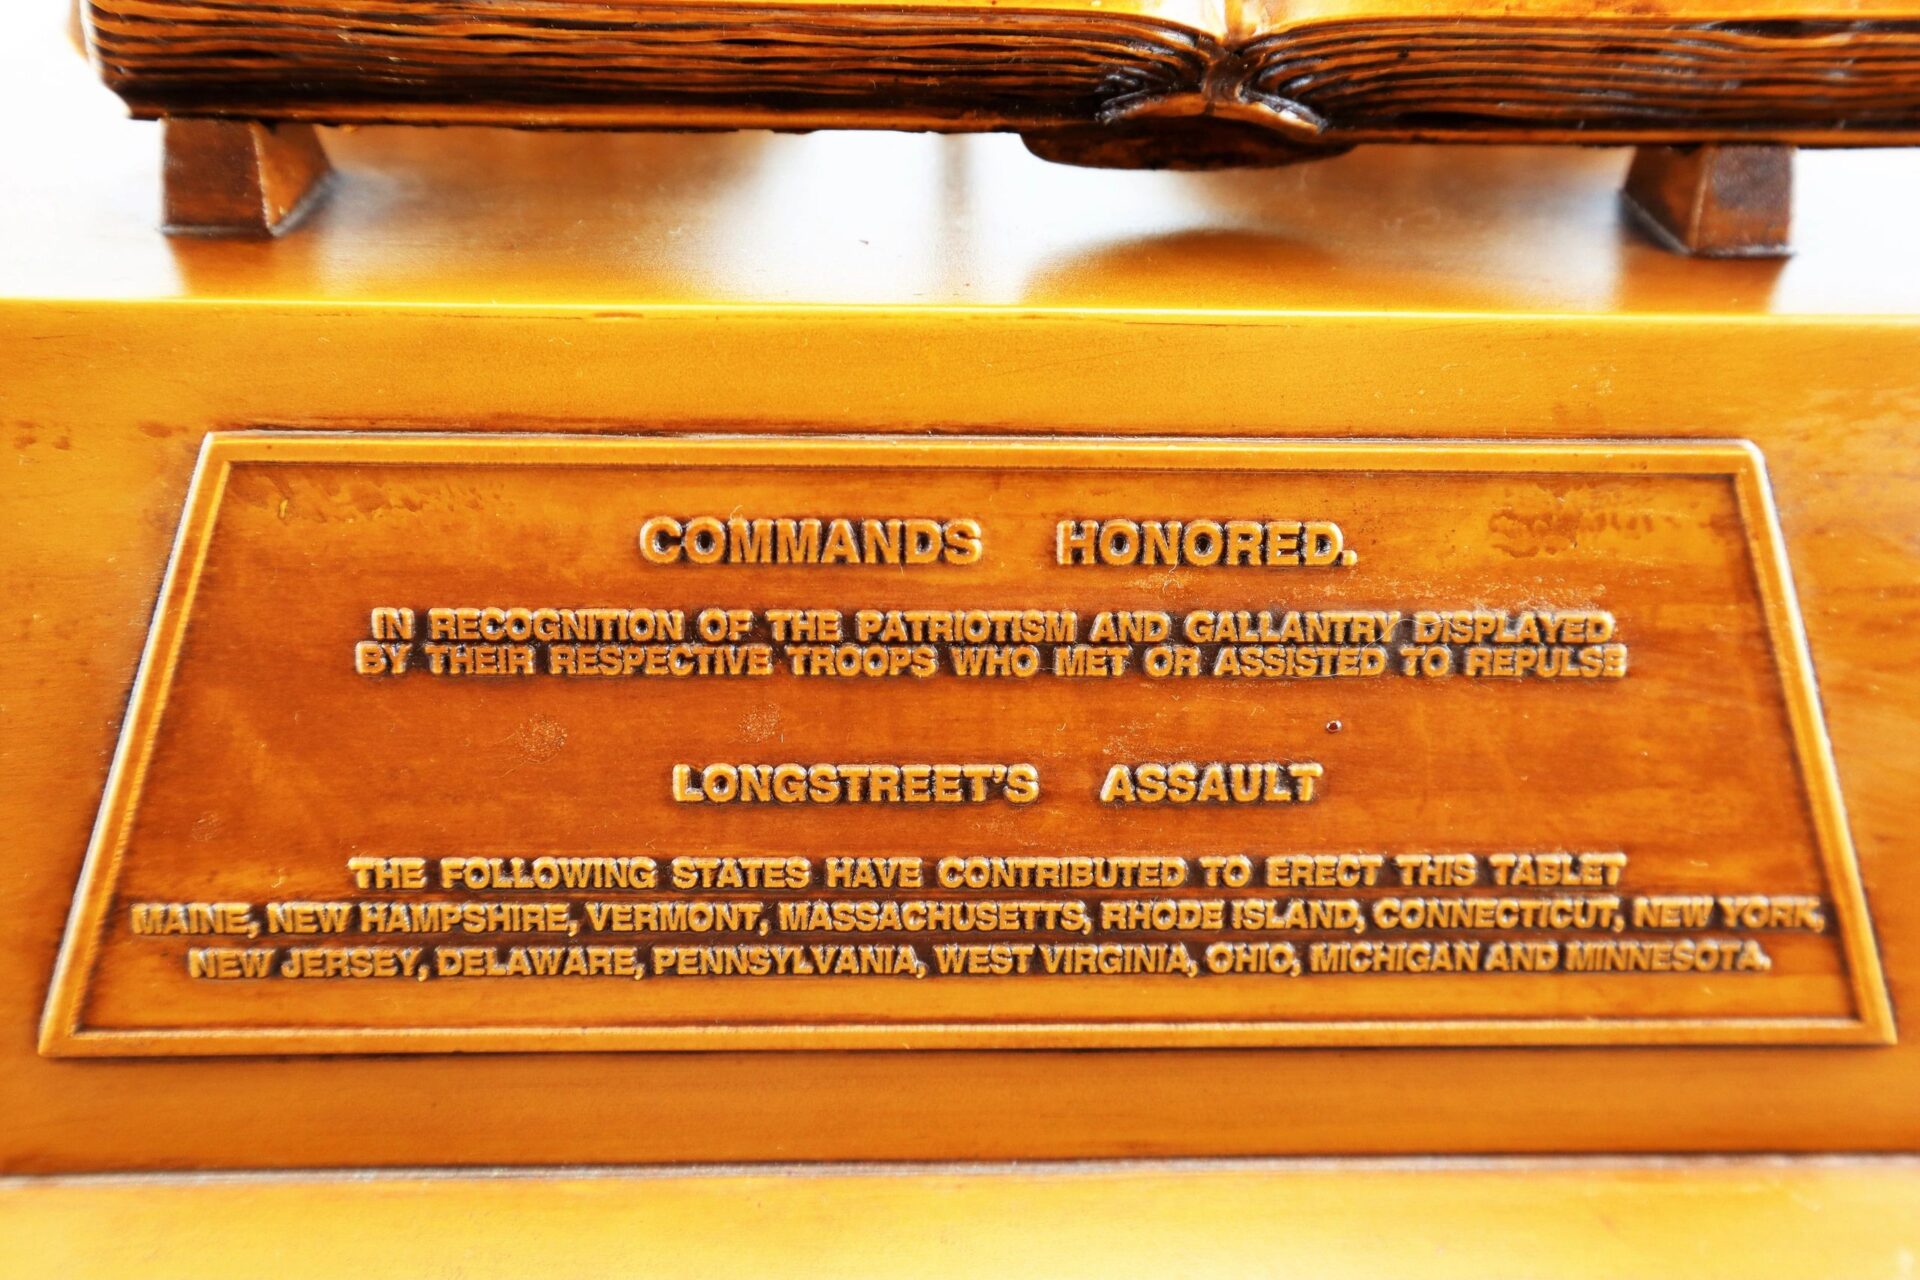 COMMANDS HONORED.
IN RECOGNITION OF THE PATRIOTISM AND GALLANTRY DISPLAYED
BY THEIR RESPECTIVE TROOPS WHO MET OR ASSISTED TO REPULSE
LONGSTREET'S ASSAULT
THE FOLLOWING STATES HAVE CONTRIBUTED TO ERECT THIS TABLET
MAINE, NEW HAMPSHIRE, VERMONT, MASSACHUSETTS, RHODE ISLAND, CONNECTICUT, NEW YORK,
NEW JERSEY, DELAWARE, PENNSYLVANIA, WEST VIRGINIA, OHIO, MICHIGAN AND MINNESOTA.